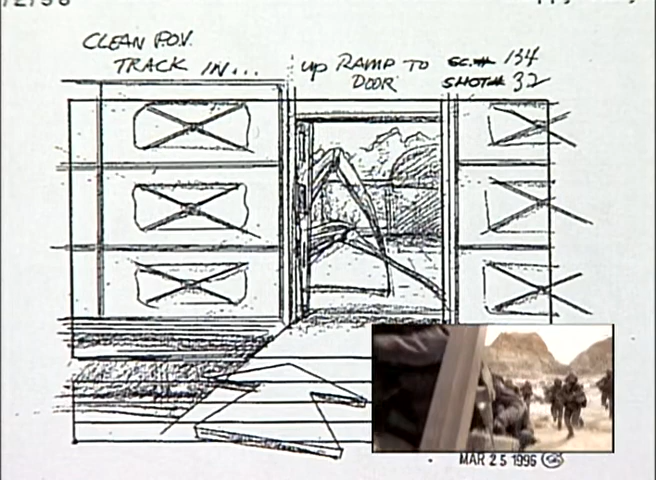 CLEAN P.O.V.
TRACK IN... UP RAMP TO DOOR
SC.# 134
SHOT# 32
MAR 25 1996